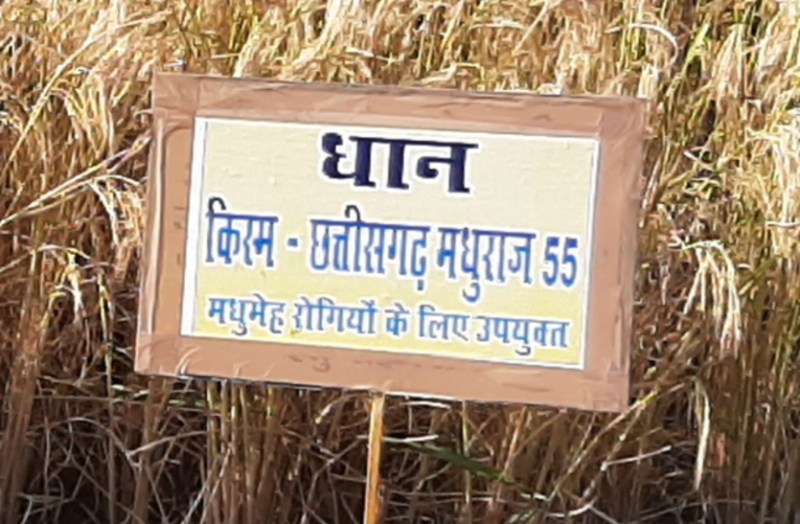 धान
किस्म - छत्तीसगढ़ मधुराज 55
मधुमेह रोगियों के लिए उपयुक्त